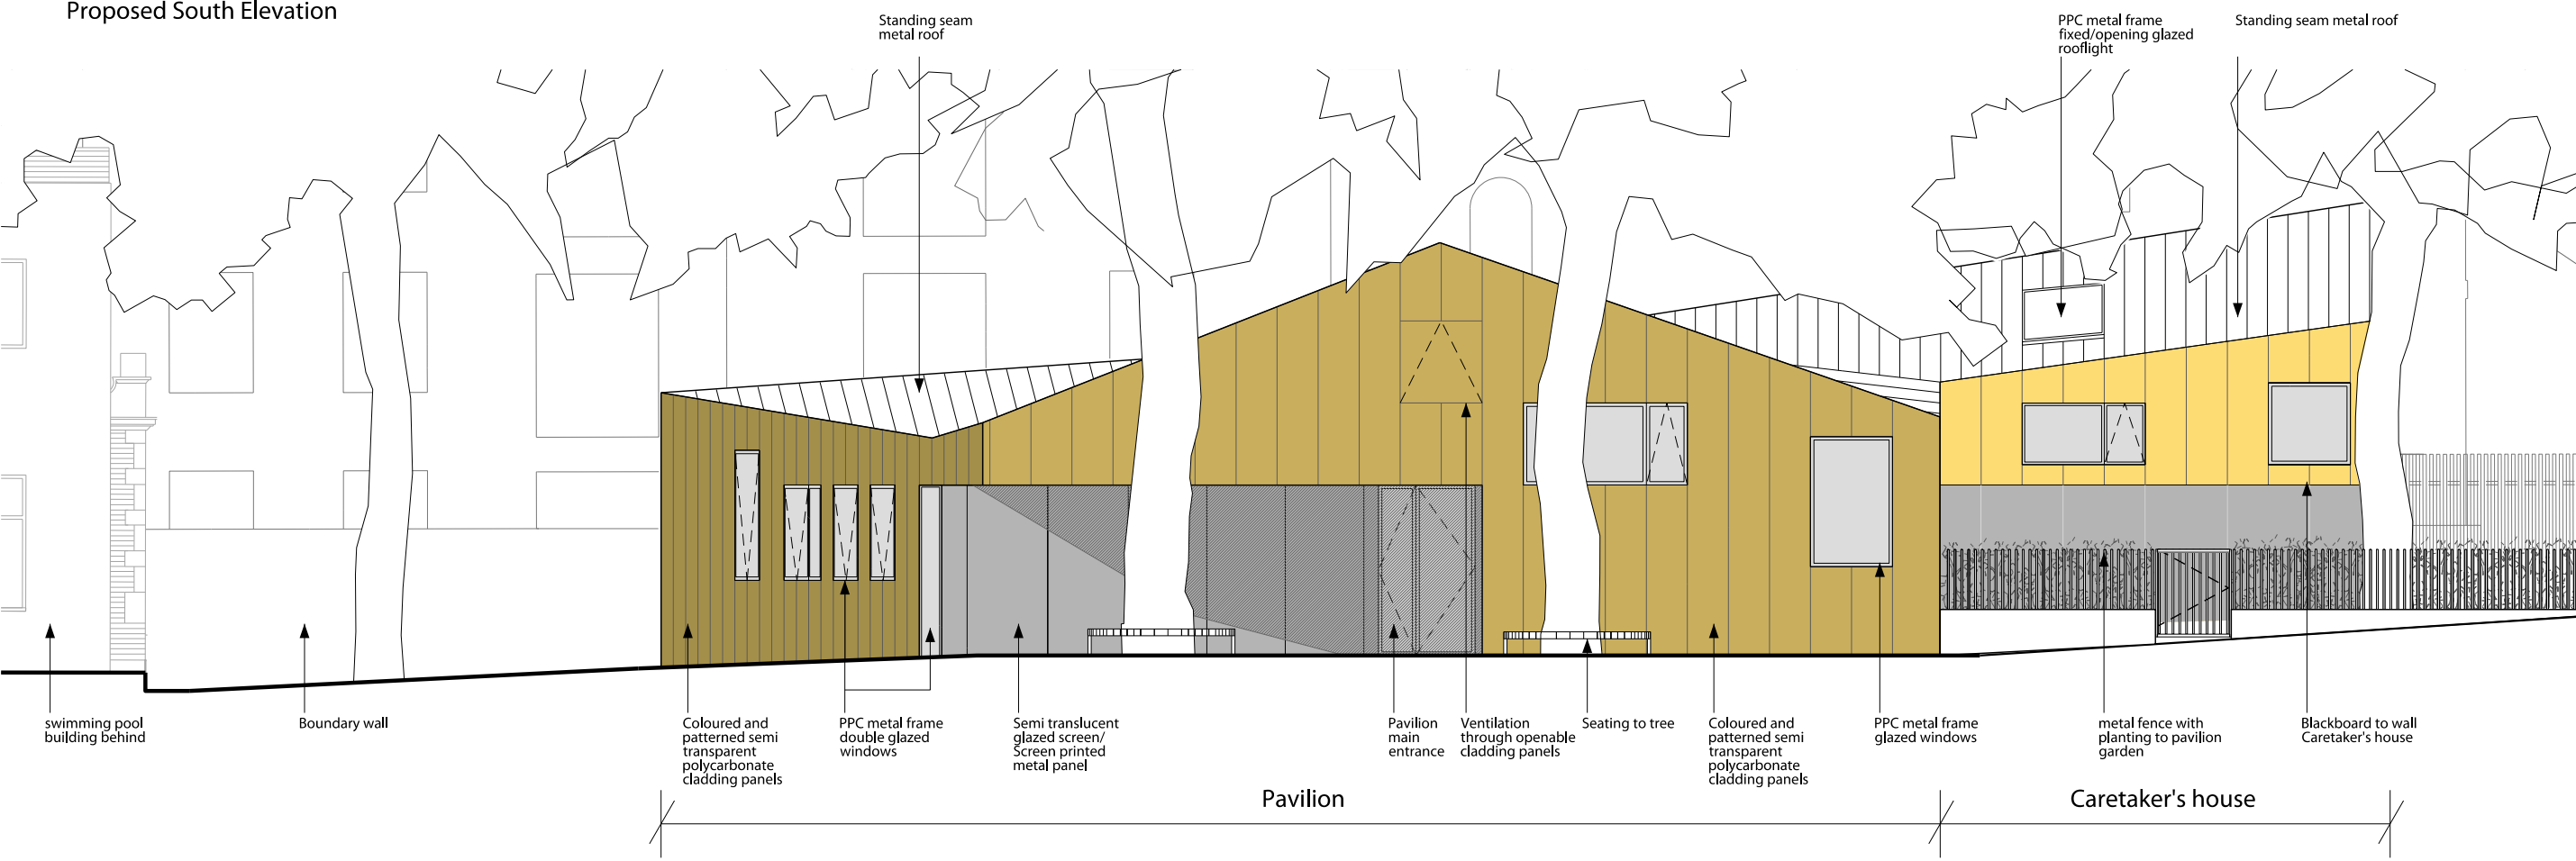 Proposed South Elevation
Standing seam
metal roof
PPC metal frame
fixed/opening glazed
rooflight
Standing seam metal roof
swimming pool
building behind
Boundary wall
Coloured and
patterned semi
transparent
polycarbonate
cladding panels
PPC metal frame
double glazed
windows
Semi translucent
glazed screen/
Screen printed
metal panel
Pavilion
main
entrance
Ventilation
through openable
cladding panels
Seating to tree
Coloured and
patterned semi
transparent
polycarbonate
cladding panels
PPC metal frame
glazed windows
metal fence with
planting to pavilion
garden
Blackboard to wall
Caretaker's house
Pavilion
Caretaker's house